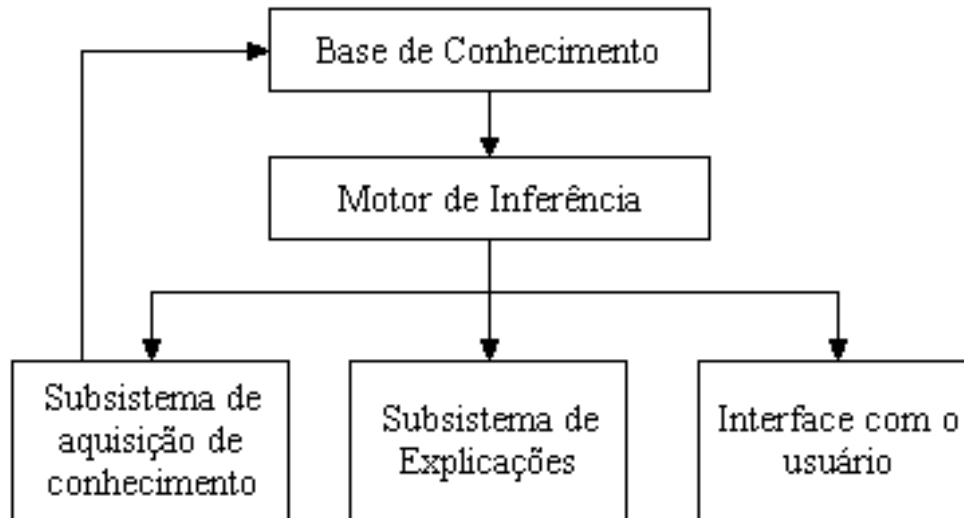 Base de Conhecimento
Motor de Inferência
Subsistema de
aquisição de
conhecimento
Subsistema de
Explicações
Interface com o
usuário